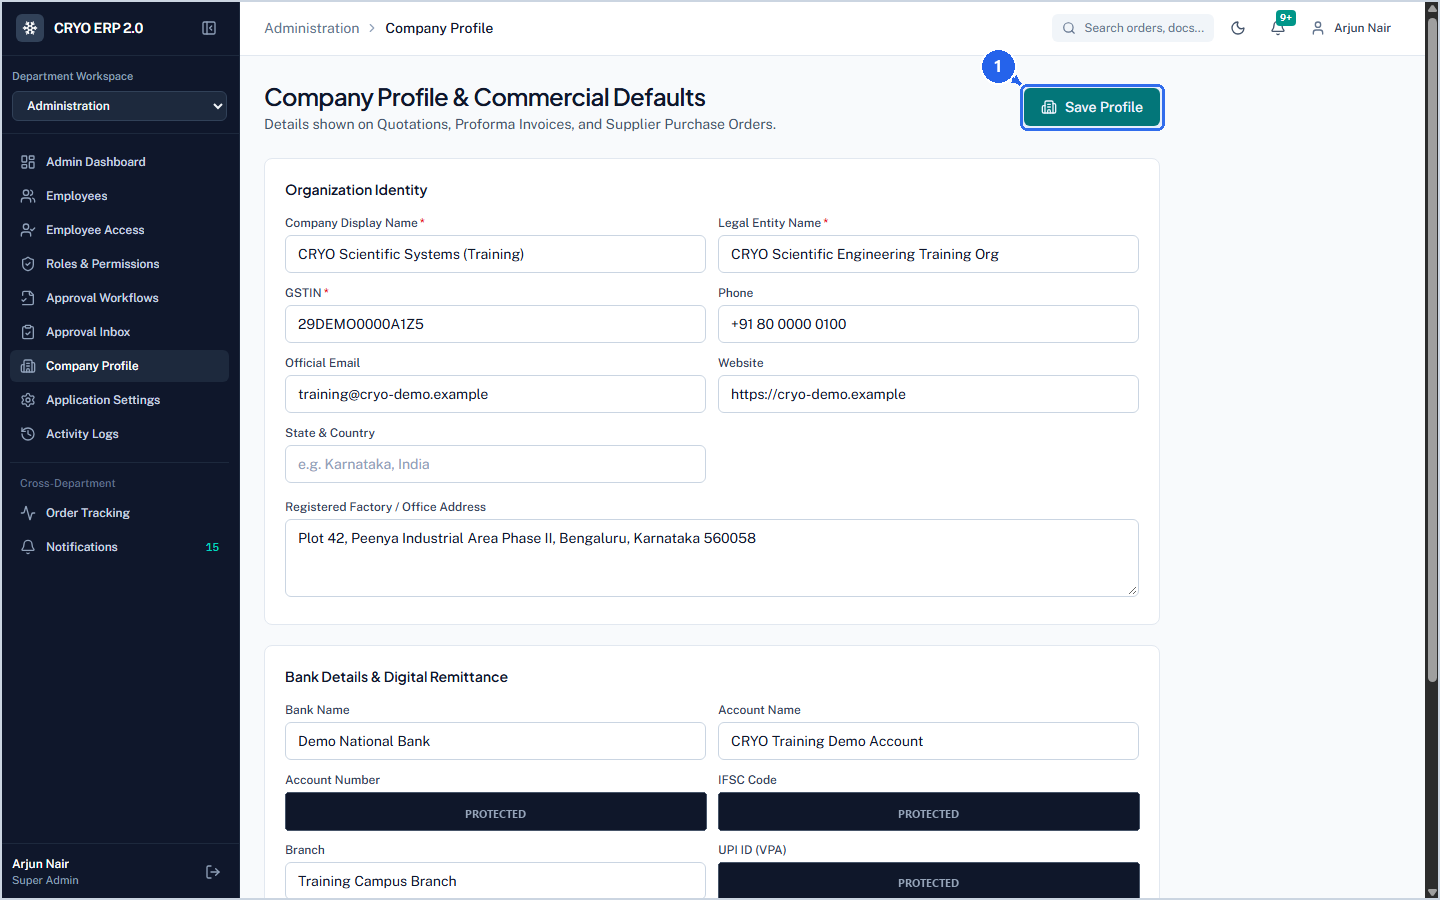 CRYO ERP 2.0
Department Workspace
Administration
Admin Dashboard
Employees
Employee Access
Roles & Permissions
Approval Workflows
Approval Inbox
Company Profile
Application Settings
Activity Logs
Cross-Department
Order Tracking
Notifications 15
Arjun Nair
Super Admin
Administration > Company Profile
Search orders, docs...
9+
Arjun Nair
1
Company Profile & Commercial Defaults
Details shown on Quotations, Proforma Invoices, and Supplier Purchase Orders.
Save Profile
Organization Identity
Company Display Name * Legal Entity Name *
CRYO Scientific Systems (Training) CRYO Scientific Engineering Training Org
GSTIN * Phone
29DEMO0000A1Z5 +91 80 0000 0100
Official Email Website
training@cryo-demo.example https://cryo-demo.example
State & Country
e.g. Karnataka, India
Registered Factory / Office Address
Plot 42, Peenya Industrial Area Phase II, Bengaluru, Karnataka 560058
Bank Details & Digital Remittance
Bank Name Account Name
Demo National Bank CRYO Training Demo Account
Account Number IFSC Code
PROTECTED PROTECTED
Branch UPI ID (VPA)
Training Campus Branch PROTECTED